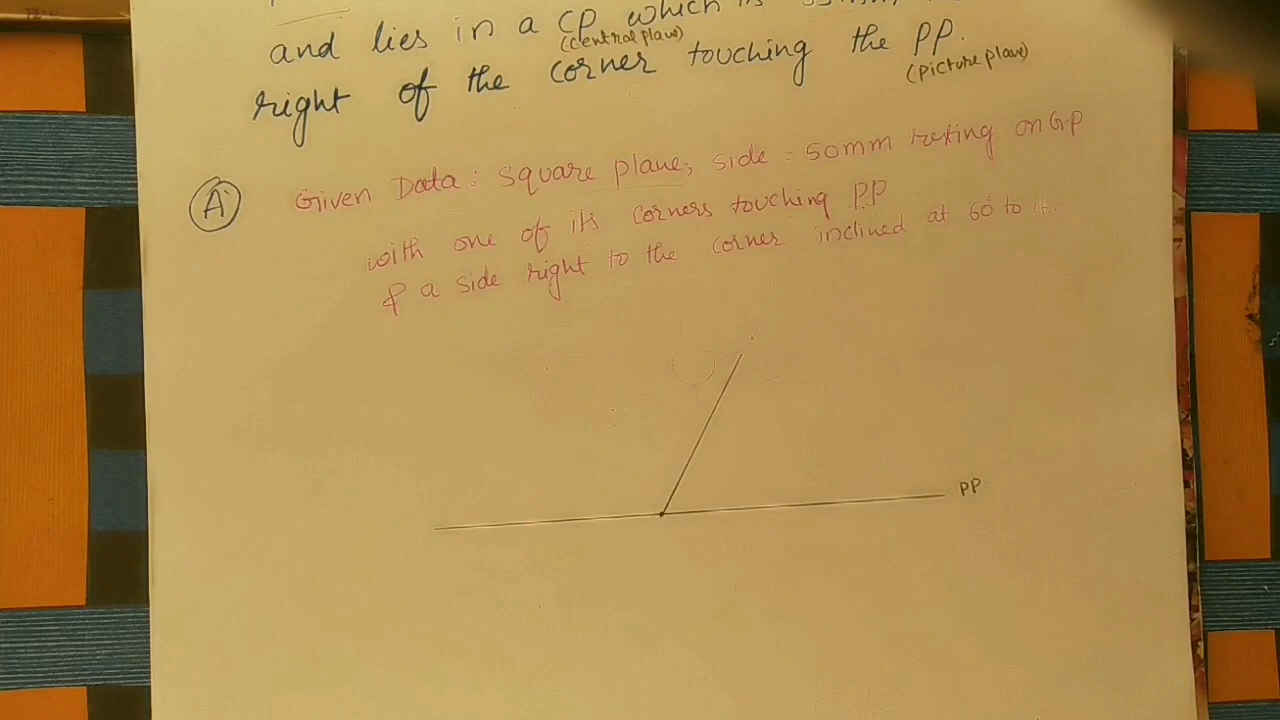 and lies in a CP which is
(central plane)
right of the corner touching the PP.
(picture plane)
A
Given Data: square plane, side = 50mm resting on G.P
with one of its corners touching PP
& a side right to the corner inclined at 60° to it.
PP